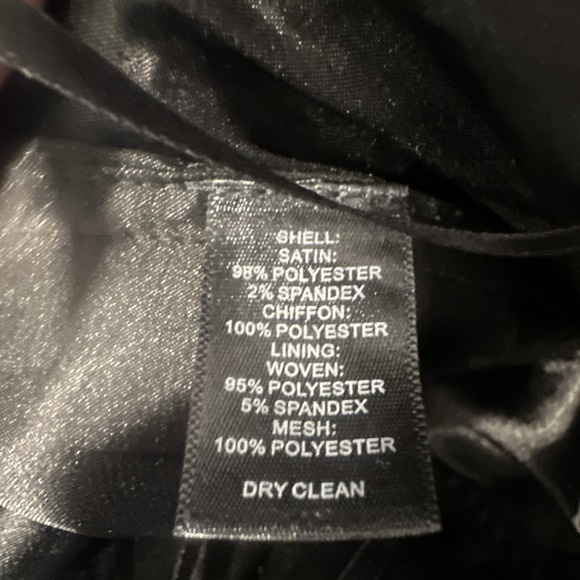 SHELL:
SATIN:
98% POLYESTER
2% SPANDEX
CHIFFON:
100% POLYESTER
LINING:
WOVEN:
95% POLYESTER
5% SPANDEX
MESH:
100% POLYESTER
DRY CLEAN